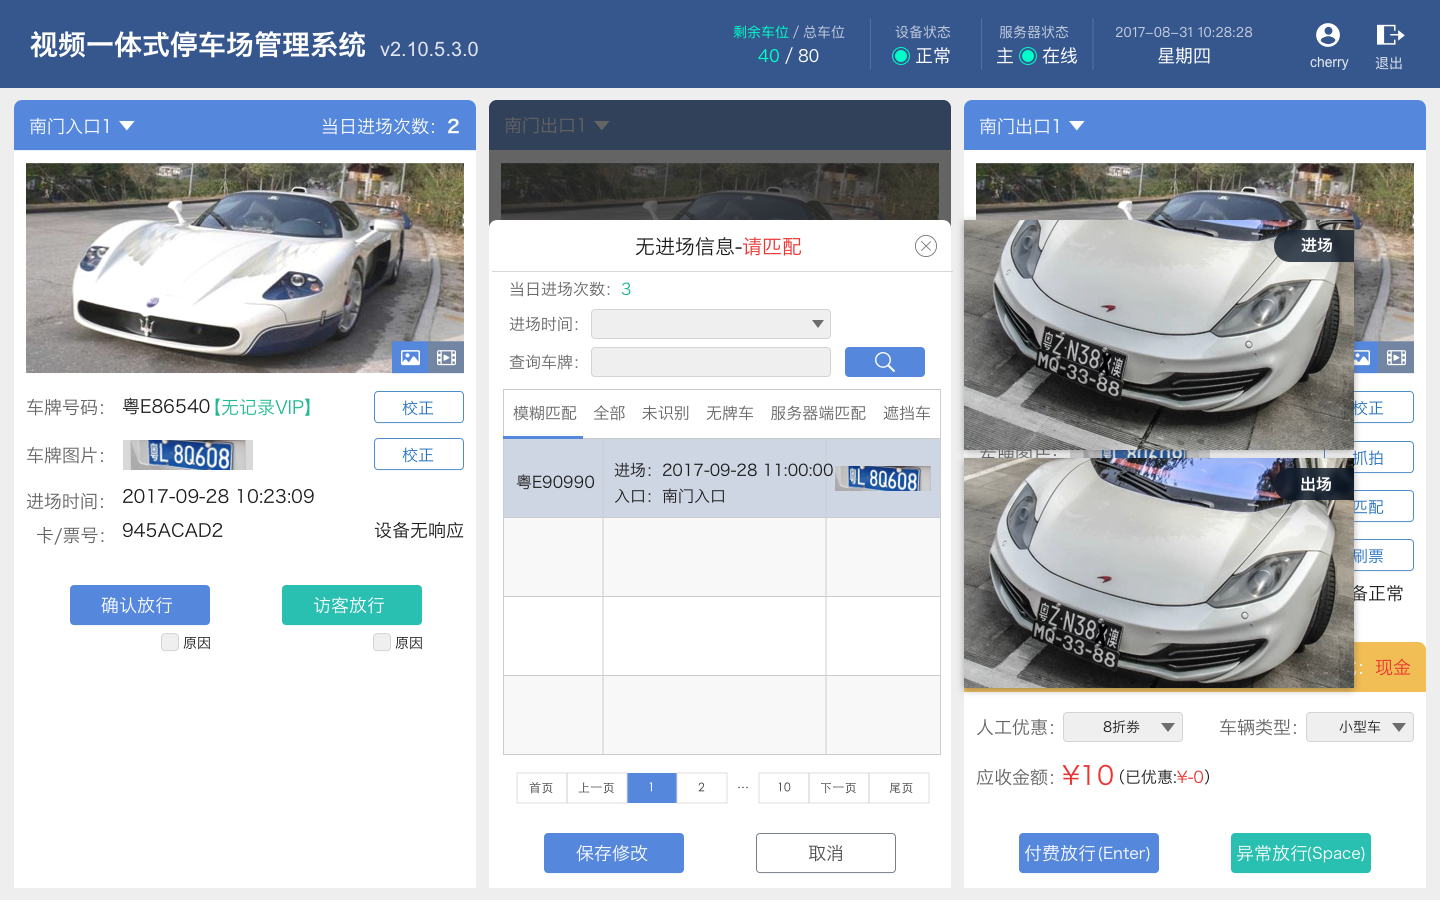 视频一体式停车场管理系统 v2.10.5.3.0
剩余车位 / 总车位
40 / 80
设备状态
正常
服务器状态
主 在线
2017-08-31 10:28:28
星期四
cherry
退出
南门入口1
当日进场次数：2
车牌号码：粤E86540【无记录VIP】
校正
车牌图片：
L 8Q608
校正
进场时间：2017-09-28 10:23:09
卡/票号：945ACAD2
设备无响应
确认放行
访客放行
原因
原因
南门出口1
无进场信息-请匹配
当日进场次数：3
进场时间：
查询车牌：
模糊匹配 全部 未识别 无牌车 服务器端匹配 遮挡车
粤E90990
进场：2017-09-28 11:00:00
入口：南门入口
L 8Q608
首页 上一页 1 2 ... 10 下一页 尾页
保存修改
取消
南门出口1
进场
粤Z·N38 澳
MQ-33-88
出场
粤Z·N38 澳
MQ-33-88
校正
抓拍
匹配
刷票
备正常
：现金
人工优惠：8折券
车辆类型：小型车
应收金额：¥10（已优惠:¥-0）
付费放行(Enter)
异常放行(Space)